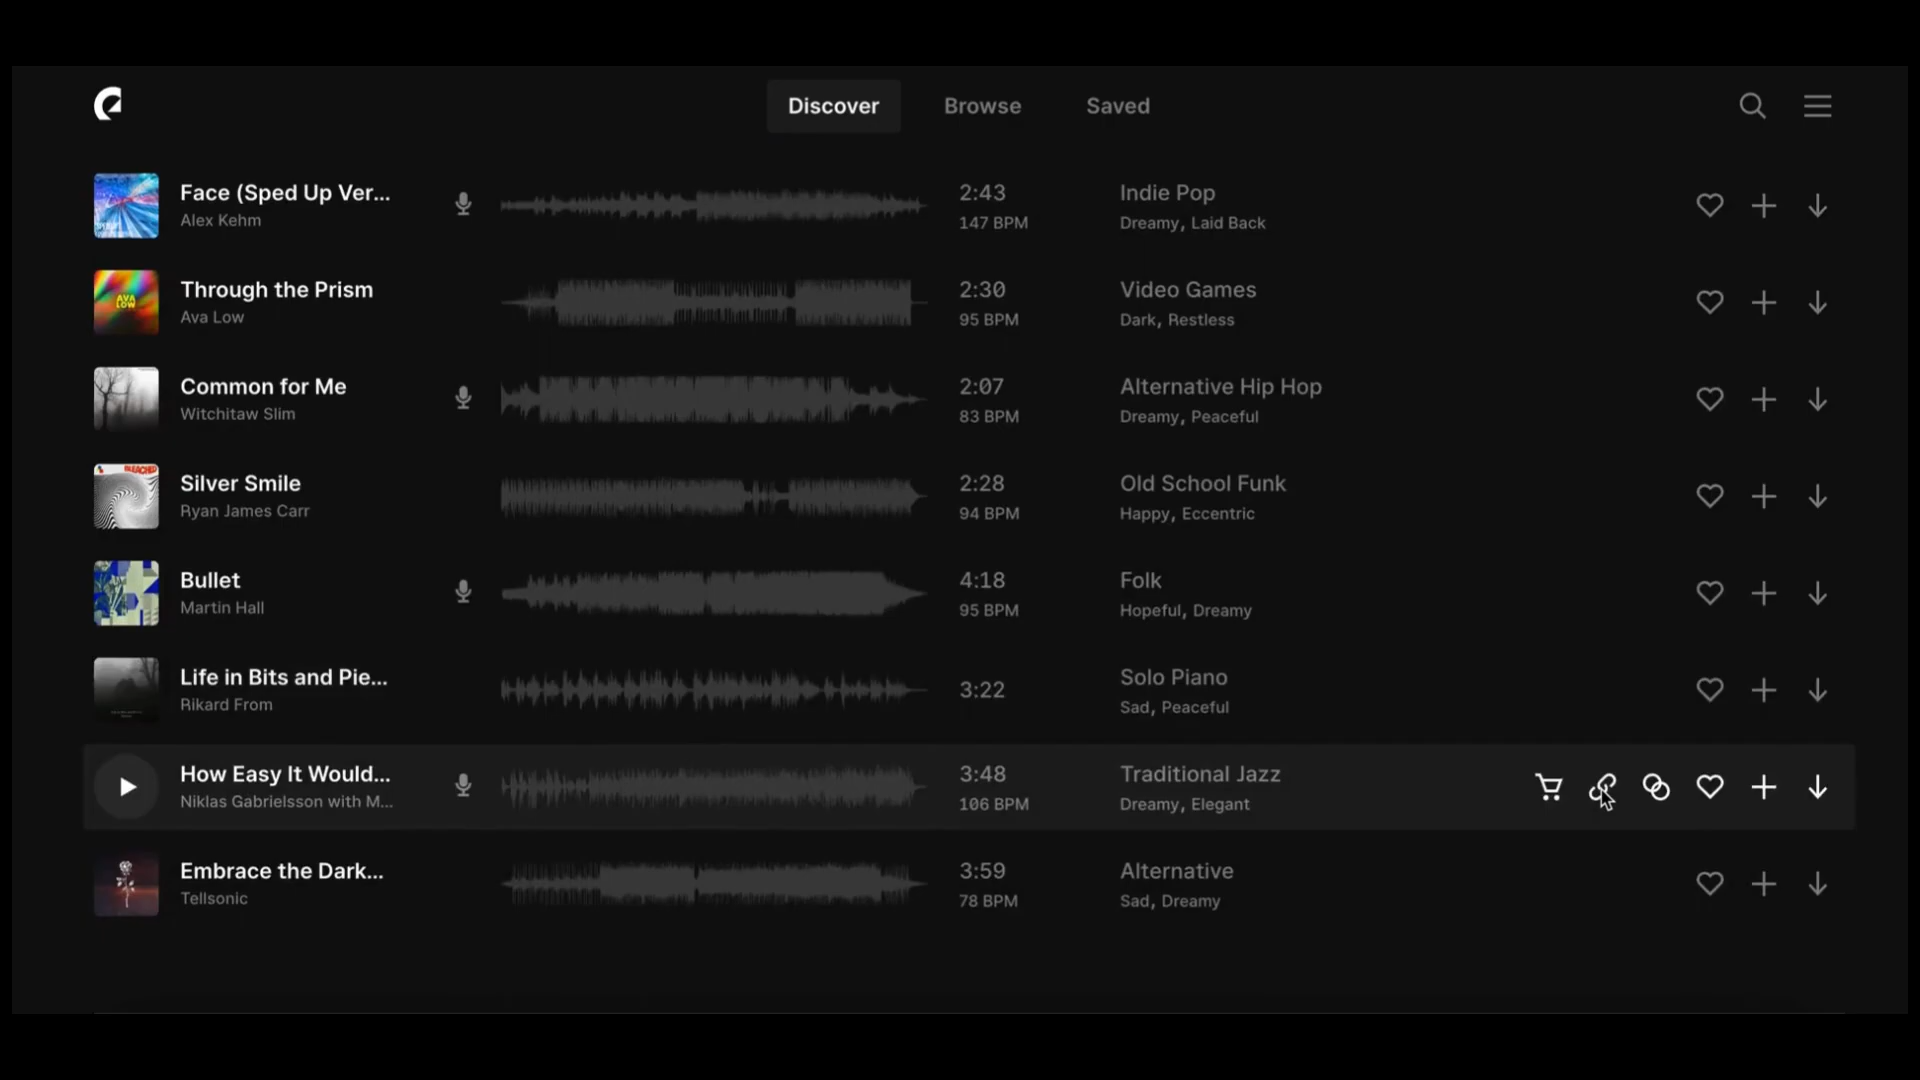 Discover Browse Saved
Face (Sped Up Ver...
Alex Kehm
2:43
147 BPM
Indie Pop
Dreamy, Laid Back
AVA
LOW
Through the Prism
Ava Low
2:30
95 BPM
Video Games
Dark, Restless
Common for Me
Witchitaw Slim
2:07
83 BPM
Alternative Hip Hop
Dreamy, Peaceful
BLEACHED
Silver Smile
Ryan James Carr
2:28
94 BPM
Old School Funk
Happy, Eccentric
Bullet
Martin Hall
4:18
95 BPM
Folk
Hopeful, Dreamy
Life in Bits and Pie...
Rikard From
3:22
Solo Piano
Sad, Peaceful
How Easy It Would...
Niklas Gabrielsson with M...
3:48
106 BPM
Traditional Jazz
Dreamy, Elegant
Embrace the Dark...
Tellsonic
3:59
78 BPM
Alternative
Sad, Dreamy